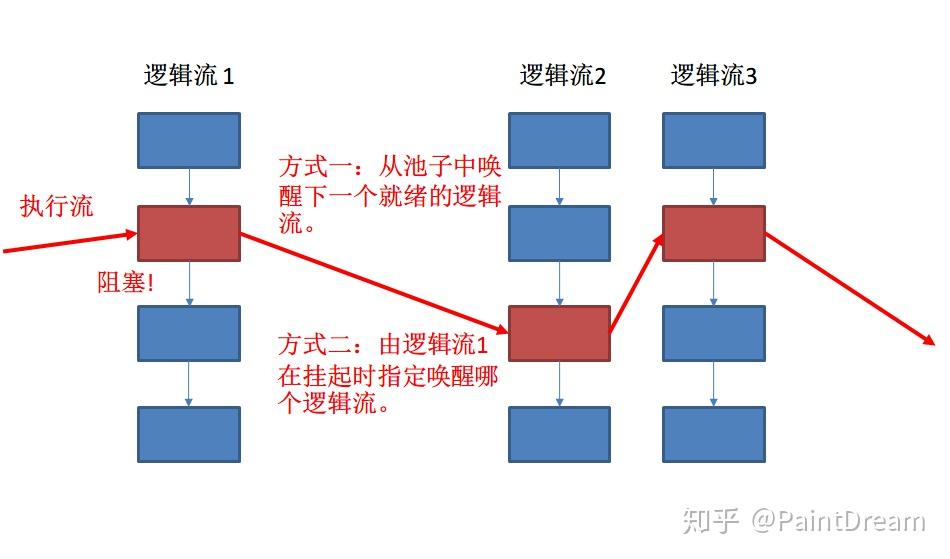 逻辑流 1
逻辑流2
逻辑流3
方式一：从池子中唤
醒下一个就绪的逻辑
流。
执行流
阻塞!
方式二：由逻辑流1
在挂起时指定唤醒哪
个逻辑流。
知乎 @PaintDream